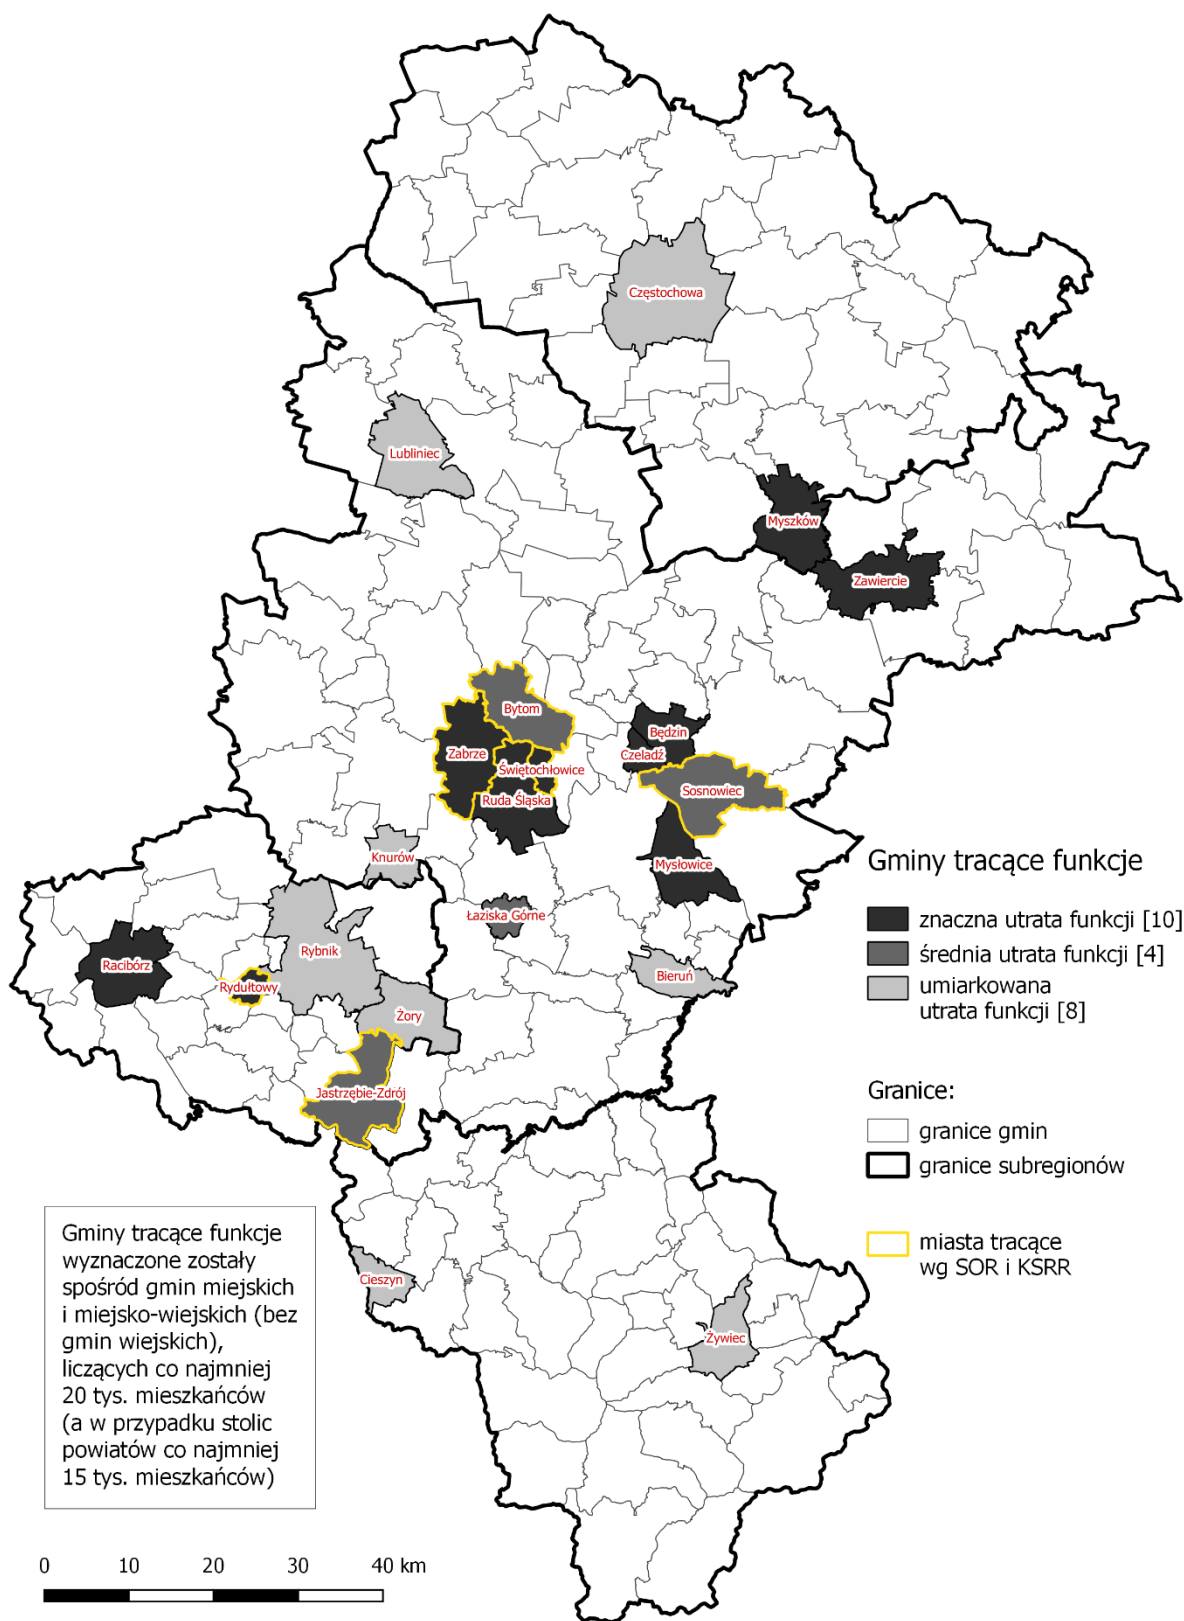 Częstochowa
Lubliniec
Myszków
Zawiercie
Bytom
Będzin
Zabrze
Czeladź
Świętochłowice
Sosnowiec
Ruda Śląska
Knurów
Mysłowice
Łaziska Górne
Rybnik
Racibórz
Rydułtowy
Bieruń
Żory
Jastrzębie-Zdrój
Cieszyn
Żywiec
Gminy tracące funkcje
znaczna utrata funkcji [10]
średnia utrata funkcji [4]
umiarkowana
utrata funkcji [8]
Granice:
granice gmin
granice subregionów
miasta tracące
wg SOR i KSRR
Gminy tracące funkcje
wyznaczone zostały
spośród gmin miejskich
i miejsko-wiejskich (bez
gmin wiejskich),
liczących co najmniej
20 tys. mieszkańców
(a w przypadku stolic
powiatów co najmniej
15 tys. mieszkańców)
0 10 20 30 40 km